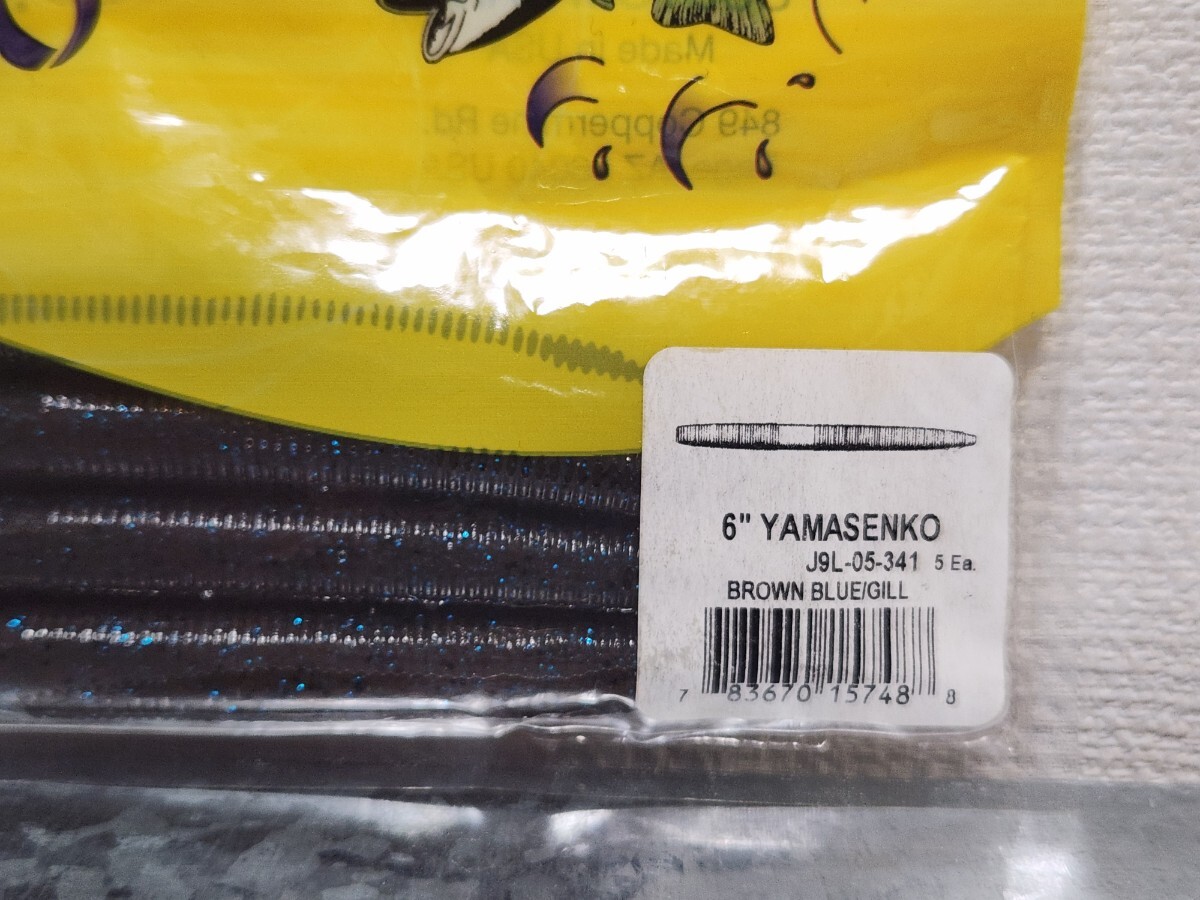 Made in USA
849 Coppermine Rd.
6" YAMASENKO
J9L-05-341 5 Ea.
BROWN BLUE/GILL
7 83670 15748 8